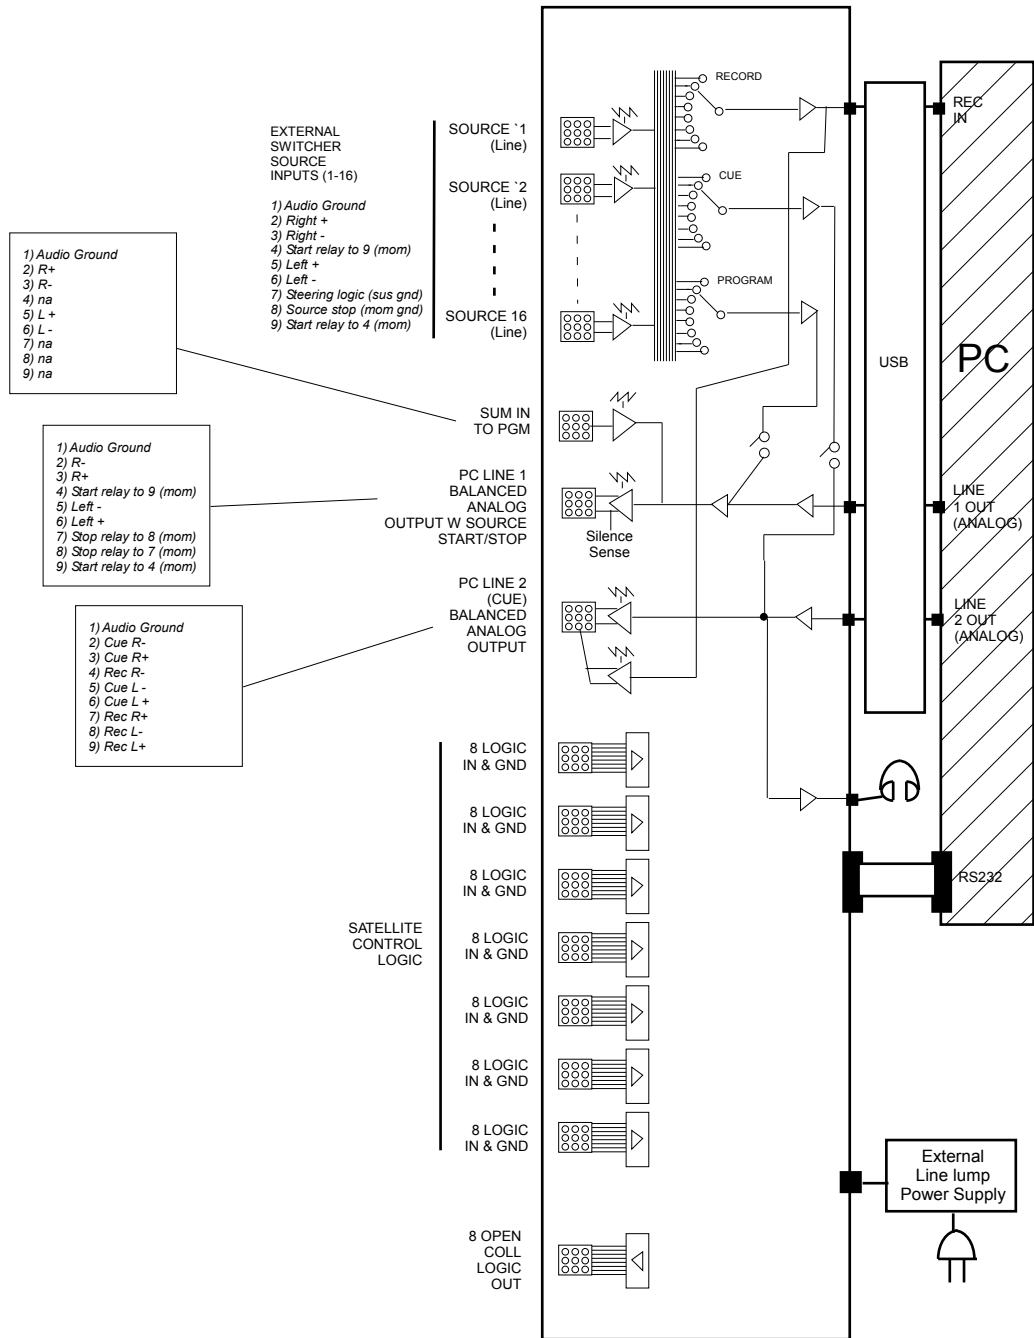 EXTERNAL
SWITCHER
SOURCE
INPUTS (1-16)
1) Audio Ground
2) Right +
3) Right -
4) Start relay to 9 (mom)
5) Left +
6) Left -
7) Steering logic (sus gnd)
8) Source stop (mom gnd)
9) Start relay to 4 (mom)
SOURCE `1
(Line)
SOURCE `2
(Line)
SOURCE 16
(Line)
RECORD
CUE
PROGRAM
REC
IN
USB
PC
1) Audio Ground
2) R+
3) R-
4) na
5) L +
6) L -
7) na
8) na
9) na
SUM IN
TO PGM
1) Audio Ground
2) R-
3) R+
4) Start relay to 9 (mom)
5) Left -
6) Left +
7) Stop relay to 8 (mom)
8) Stop relay to 7 (mom)
9) Start relay to 4 (mom)
PC LINE 1
BALANCED
ANALOG
OUTPUT W SOURCE
START/STOP
Silence
Sense
LINE
1 OUT
(ANALOG)
1) Audio Ground
2) Cue R-
3) Cue R+
4) Rec R-
5) Cue L -
6) Cue L +
7) Rec R+
8) Rec L-
9) Rec L+
PC LINE 2
(CUE)
BALANCED
ANALOG
OUTPUT
LINE
2 OUT
(ANALOG)
SATELLITE
CONTROL
LOGIC
8 LOGIC
IN & GND
8 LOGIC
IN & GND
8 LOGIC
IN & GND
8 LOGIC
IN & GND
8 LOGIC
IN & GND
8 LOGIC
IN & GND
8 LOGIC
IN & GND
RS232
External
Line lump
Power Supply
8 OPEN
COLL
LOGIC
OUT